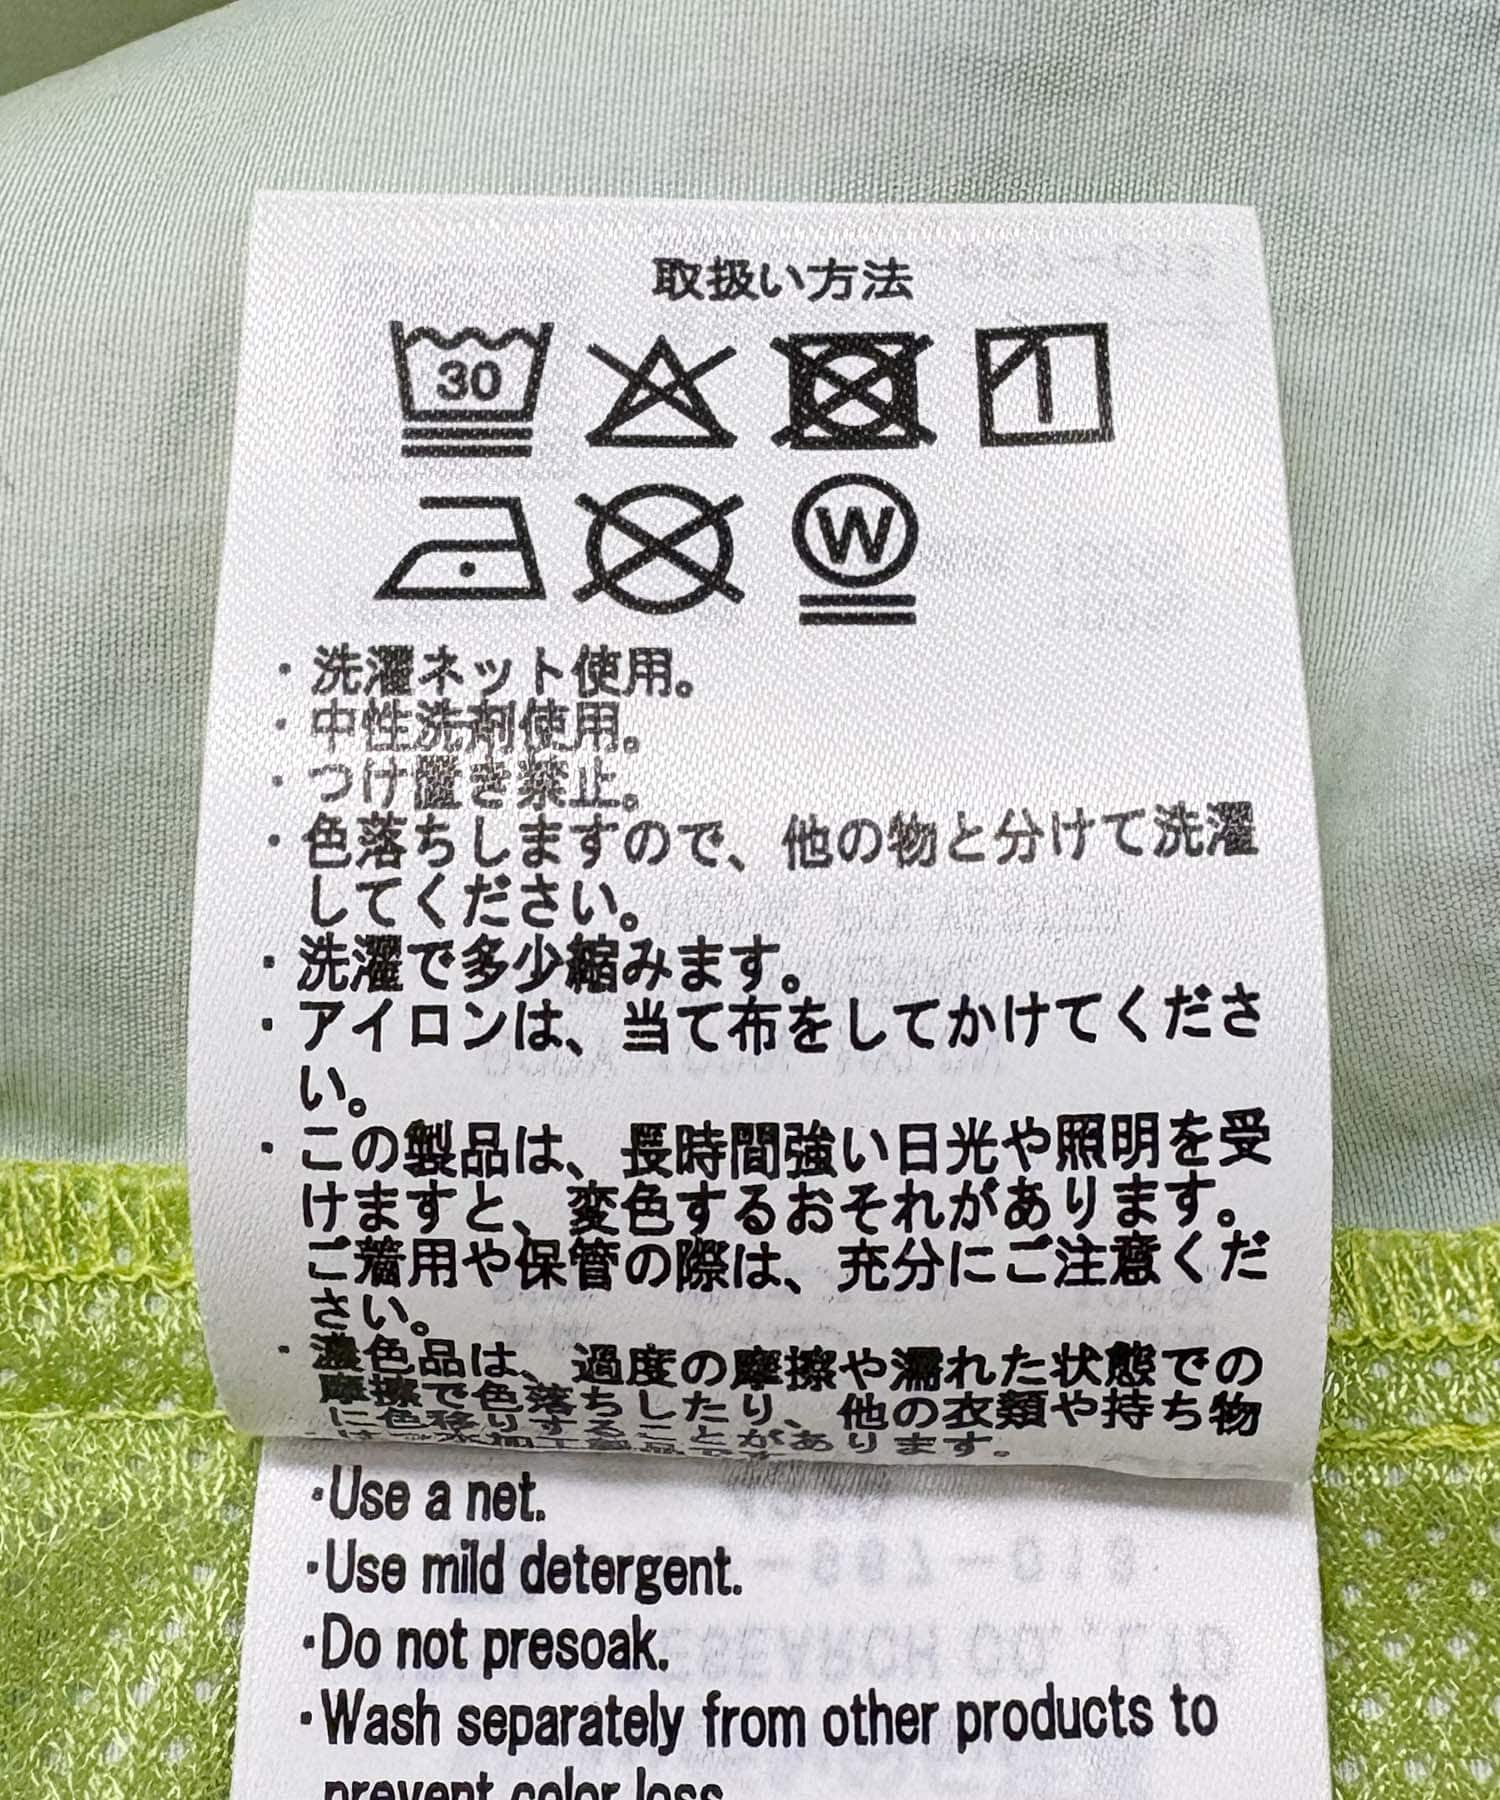 取扱い方法
30
W
・洗濯ネット使用。
・中性洗剤使用。
・つけ置き禁止。
・色落ちしますので、他の物と分けて洗濯
してください。
・洗濯で多少縮みます。
・アイロンは、当て布をしてかけてくださ
い。
・この製品は、長時間強い日光や照明を受
けますと、変色するおそれがあります。
ご着用や保管の際は、充分にご注意くだ
さい。
・濃色品は、過度の摩擦や濡れた状態での
摩擦で色落ちしたり、他の衣類や持ち物
に色移りすることがあります。
・Use a net.
・Use mild detergent.
・Do not presoak.
・Wash separately from other products to
prevent color loss.